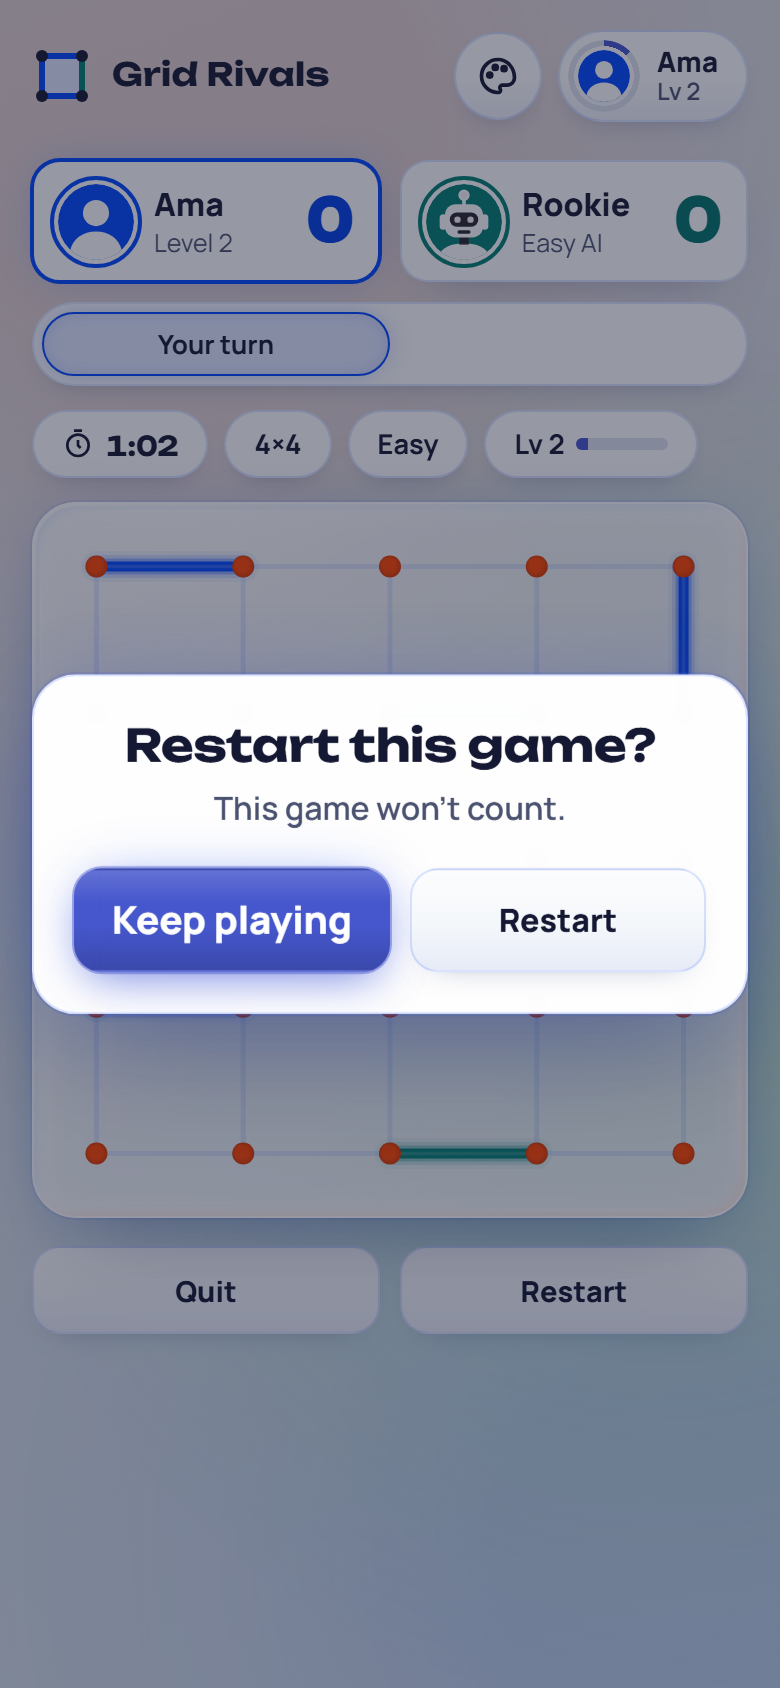 Grid Rivals
Ama
Lv 2
Ama
Level 2
0
Rookie
Easy AI
0
Your turn
1:02
4×4
Easy
Lv 2
Restart this game?
This game won’t count.
Keep playing
Restart
Quit
Restart